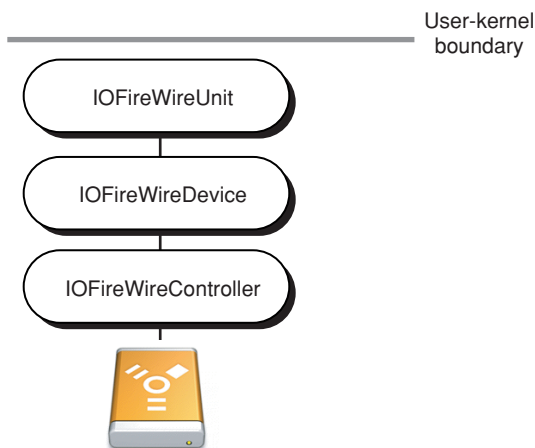 User-kernel
boundary
IOFireWireUnit
IOFireWireDevice
IOFireWireController